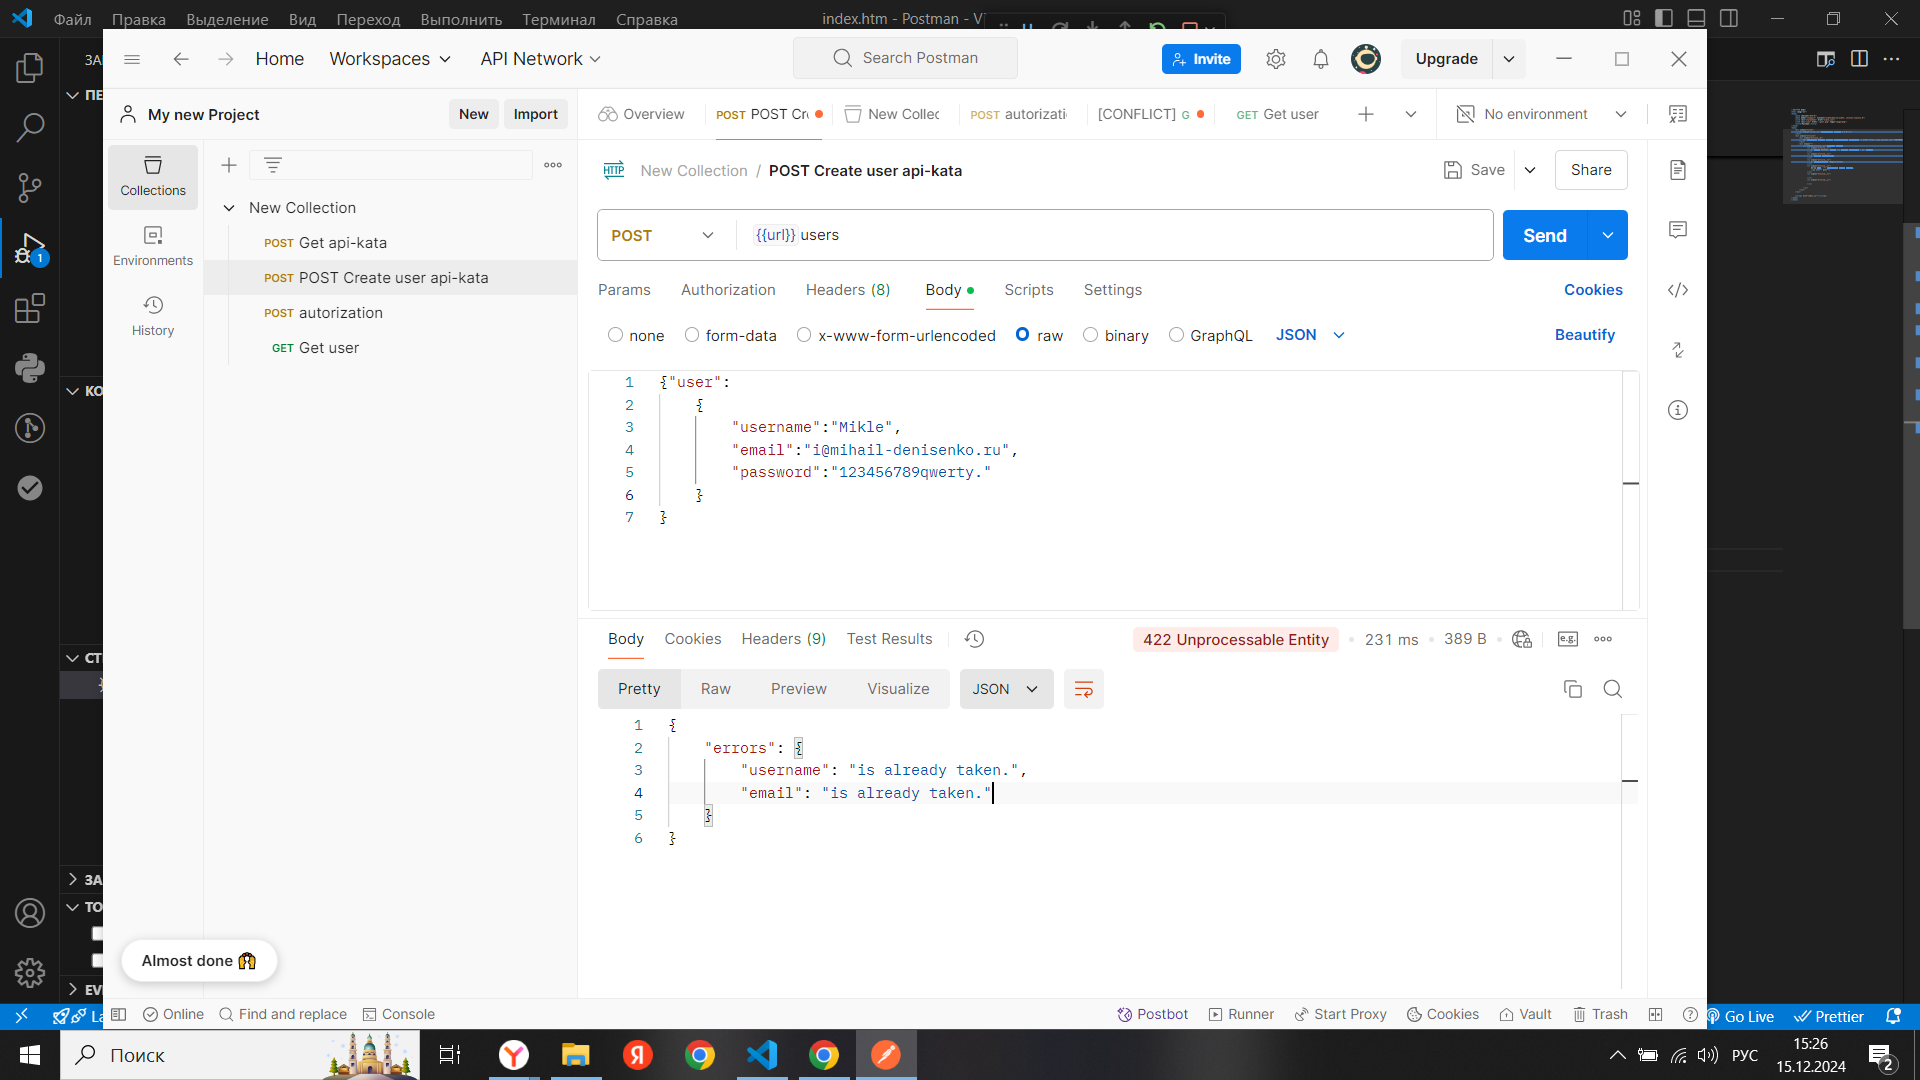 Файл Правка Выделение Вид Переход Выполнить Терминал Справка
index.htm - Postman - V
Home Workspaces API Network
Search Postman
Invite
Upgrade
My new Project
New Import
Overview
POST POST Cr
New Collec
POST autorizati
[CONFLICT] G
GET Get user
No environment
Collections
Environments
History
New Collection
POST Get api-kata
POST POST Create user api-kata
POST autorization
GET Get user
HTTP New Collection / POST Create user api-kata
Save
Share
POST {{url}} users
Send
Params Authorization Headers (8) Body Scripts Settings
Cookies
none form-data x-www-form-urlencoded raw binary GraphQL JSON
Beautify
1 {"user":
2 {
3 "username":"Mikle",
4 "email":"i@mihail-denisenko.ru",
5 "password":"123456789qwerty."
6 }
7 }
Body Cookies Headers (9) Test Results
422 Unprocessable Entity 231 ms 389 B
e.g.
Pretty Raw Preview Visualize JSON
1 {
2 "errors": {
3 "username": "is already taken.",
4 "email": "is already taken."
5 }
6 }
Almost done
Online Find and replace Console
Postbot Runner Start Proxy Cookies Vault Trash
ЗА
ПЕ
КО
СТ
ЗА
ТО
EV
1
La
Go Live Prettier
Поиск
РУС
15:26
15.12.2024
2